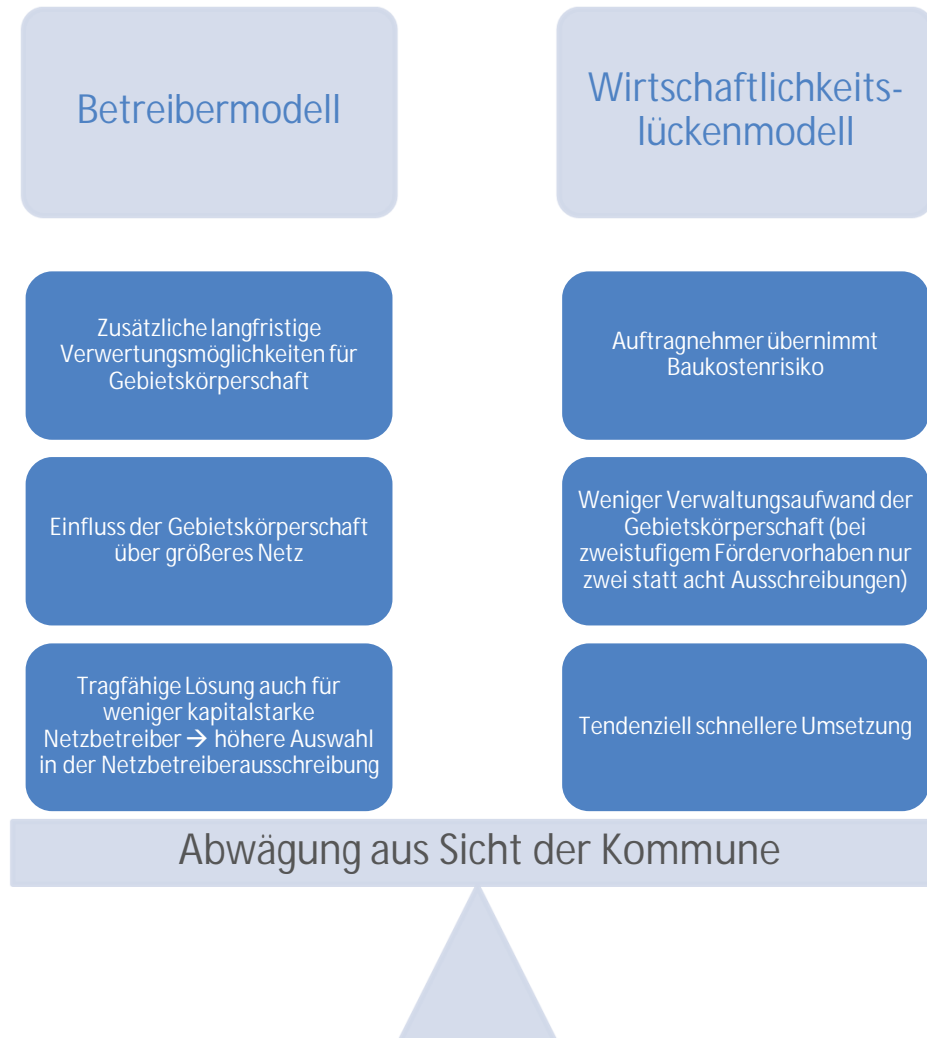 Betreibermodell
Wirtschaftlichkeits-
lückenmodell
Zusätzliche langfristige
Verwertungsmöglichkeiten für
Gebietskörperschaft
Auftragnehmer übernimmt
Baukostenrisiko
Einfluss der Gebietskörperschaft
über größeres Netz
Weniger Verwaltungsaufwand der
Gebietskörperschaft (bei
zweistufigem Fördervorhaben nur
zwei statt acht Ausschreibungen)
Tragfähige Lösung auch für
weniger kapitalstarke
Netzbetreiber → höhere Auswahl
in der Netzbetreiberausschreibung
Tendenziell schnellere Umsetzung
Abwägung aus Sicht der Kommune